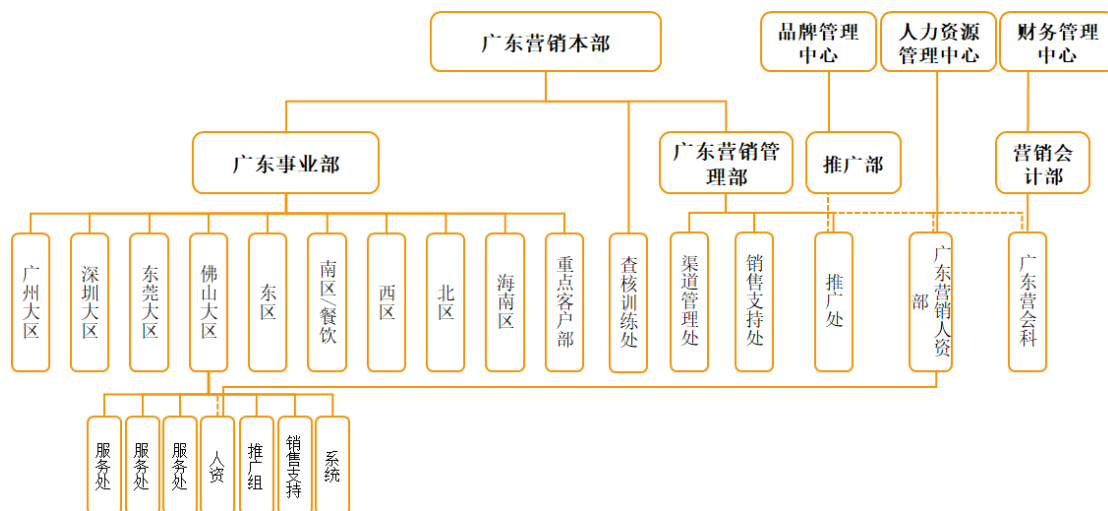 广东营销本部
品牌管理
中心
人力资源
管理中心
财务管理
中心
广东事业部
广东营销管
理部
推广部
营销会
计部
广州大区
深圳大区
东莞大区
佛山大区
东区
南区/餐饮
西区
北区
海南区
重点客户部
查核训练处
渠道管理处
销售支持处
推广处
广东营销人资
部
广东营会科
服务处
服务处
服务处
人资
推广组
销售支持
系统